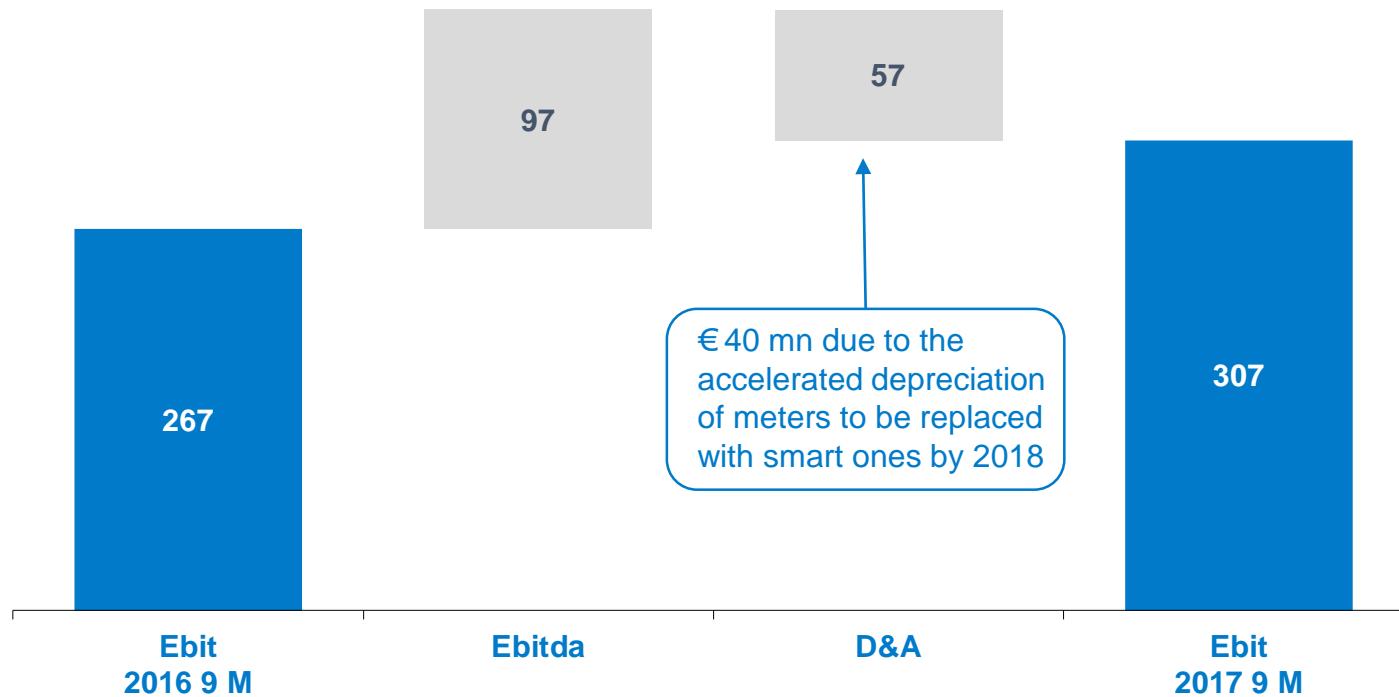 97
57
267
€ 40 mn due to the
accelerated depreciation
of meters to be replaced
with smart ones by 2018
307
Ebit
2016 9 M
Ebitda
D&A
Ebit
2017 9 M